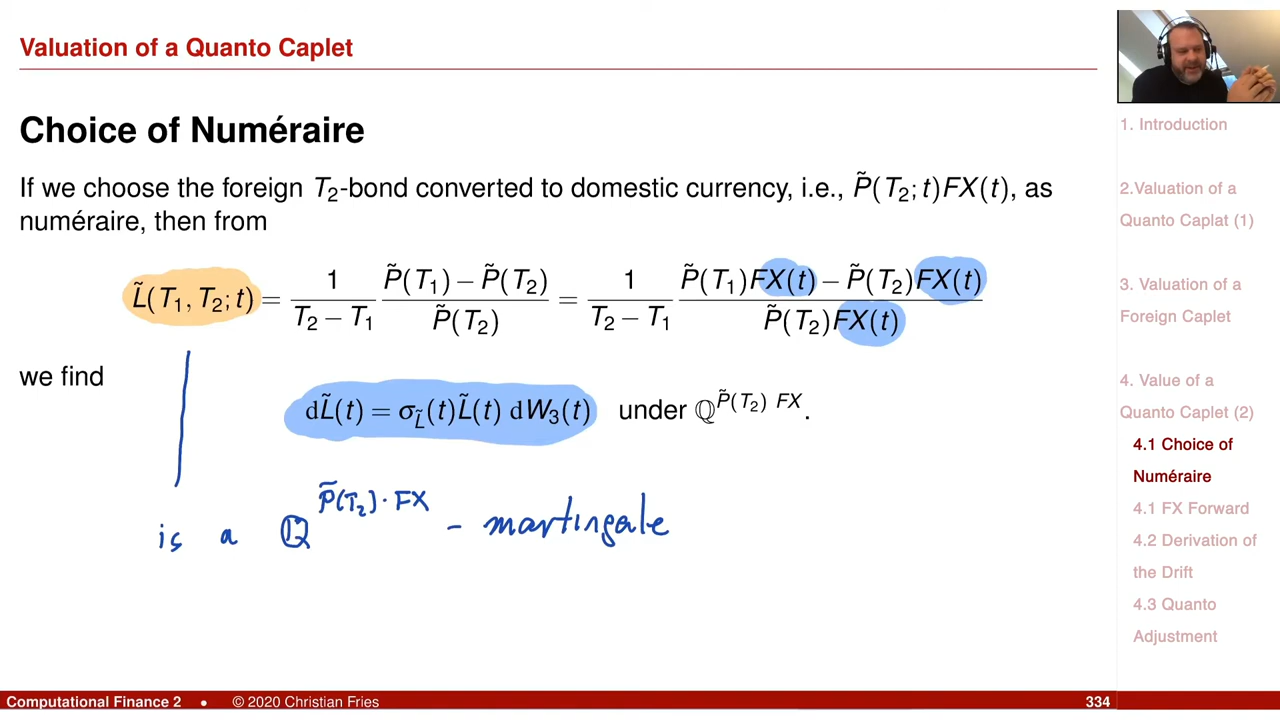 Valuation of a Quanto Caplet
Choice of Numéraire
If we choose the foreign T₂-bond converted to domestic currency, i.e., P̃(T₂; t)FX(t), as
numéraire, then from
L̃(T₁, T₂; t) = 1/(T₂ − T₁) (P̃(T₁) − P̃(T₂))/P̃(T₂) = 1/(T₂ − T₁) (P̃(T₁)FX(t) − P̃(T₂)FX(t))/(P̃(T₂)FX(t))
we find
dL̃(t) = σ_L̃(t)L̃(t) dW₃(t) under ℚ^{P̃(T₂) FX}.
is a ℚ^{P̃(T₂)·FX} - martingale
1. Introduction
2.Valuation of a
Quanto Caplat (1)
3. Valuation of a
Foreign Caplet
4. Value of a
Quanto Caplet (2)
4.1 Choice of
Numéraire
4.1 FX Forward
4.2 Derivation of
the Drift
4.3 Quanto
Adjustment
Computational Finance 2 • © 2020 Christian Fries 334